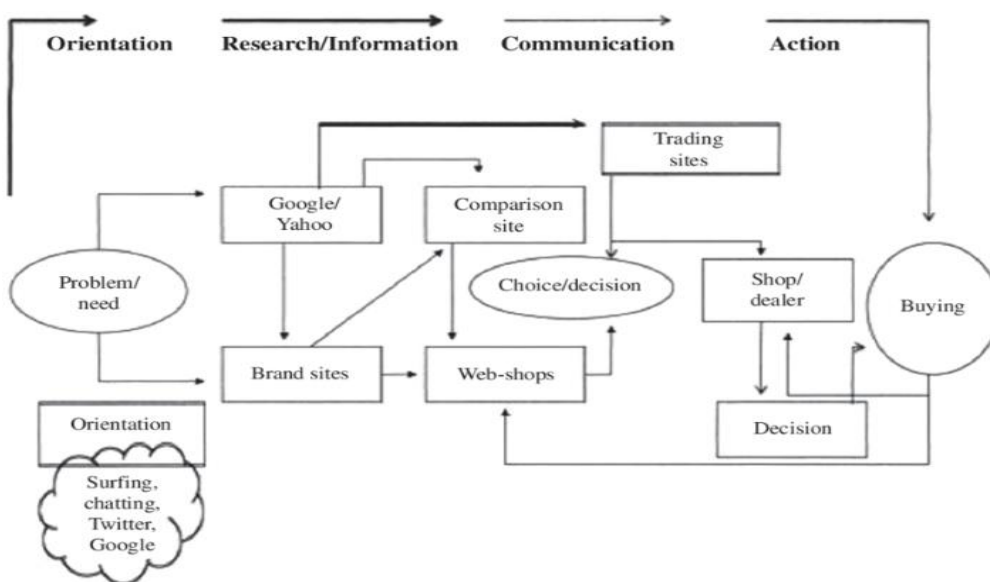 Orientation
Research/Information
Communication
Action
Trading
sites
Google/
Yahoo
Comparison
site
Problem/
need
Choice/decision
Shop/
dealer
Buying
Brand sites
Web-shops
Orientation
Decision
Surfing,
chatting,
Twitter,
Google